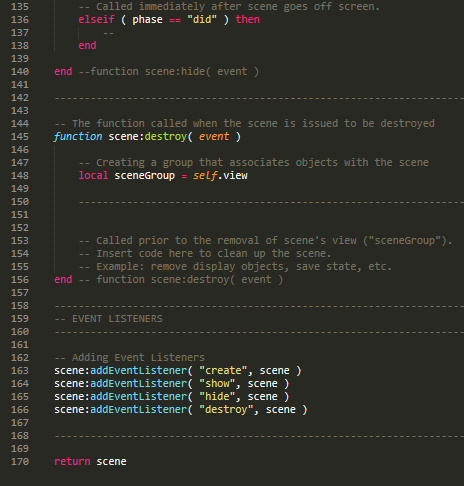 135 -- Called immediately after scene goes off screen.
136 elseif ( phase == "did" ) then
137 --
138 end
139
140 end --function scene:hide( event )
141
142 -----------------------------------------------------------------
143
144 -- The function called when the scene is issued to be destroyed
145 function scene:destroy( event )
146
147 -- Creating a group that associates objects with the scene
148 local sceneGroup = self.view
149
150 -------------------------------------------------------------
151
152
153 -- Called prior to the removal of scene's view ("sceneGroup").
154 -- Insert code here to clean up the scene.
155 -- Example: remove display objects, save state, etc.
156 end -- function scene:destroy( event )
157
158 -----------------------------------------------------------------
159 -- EVENT LISTENERS
160 -----------------------------------------------------------------
161
162 -- Adding Event Listeners
163 scene:addEventListener( "create", scene )
164 scene:addEventListener( "show", scene )
165 scene:addEventListener( "hide", scene )
166 scene:addEventListener( "destroy", scene )
167
168 -----------------------------------------------------------------
169
170 return scene